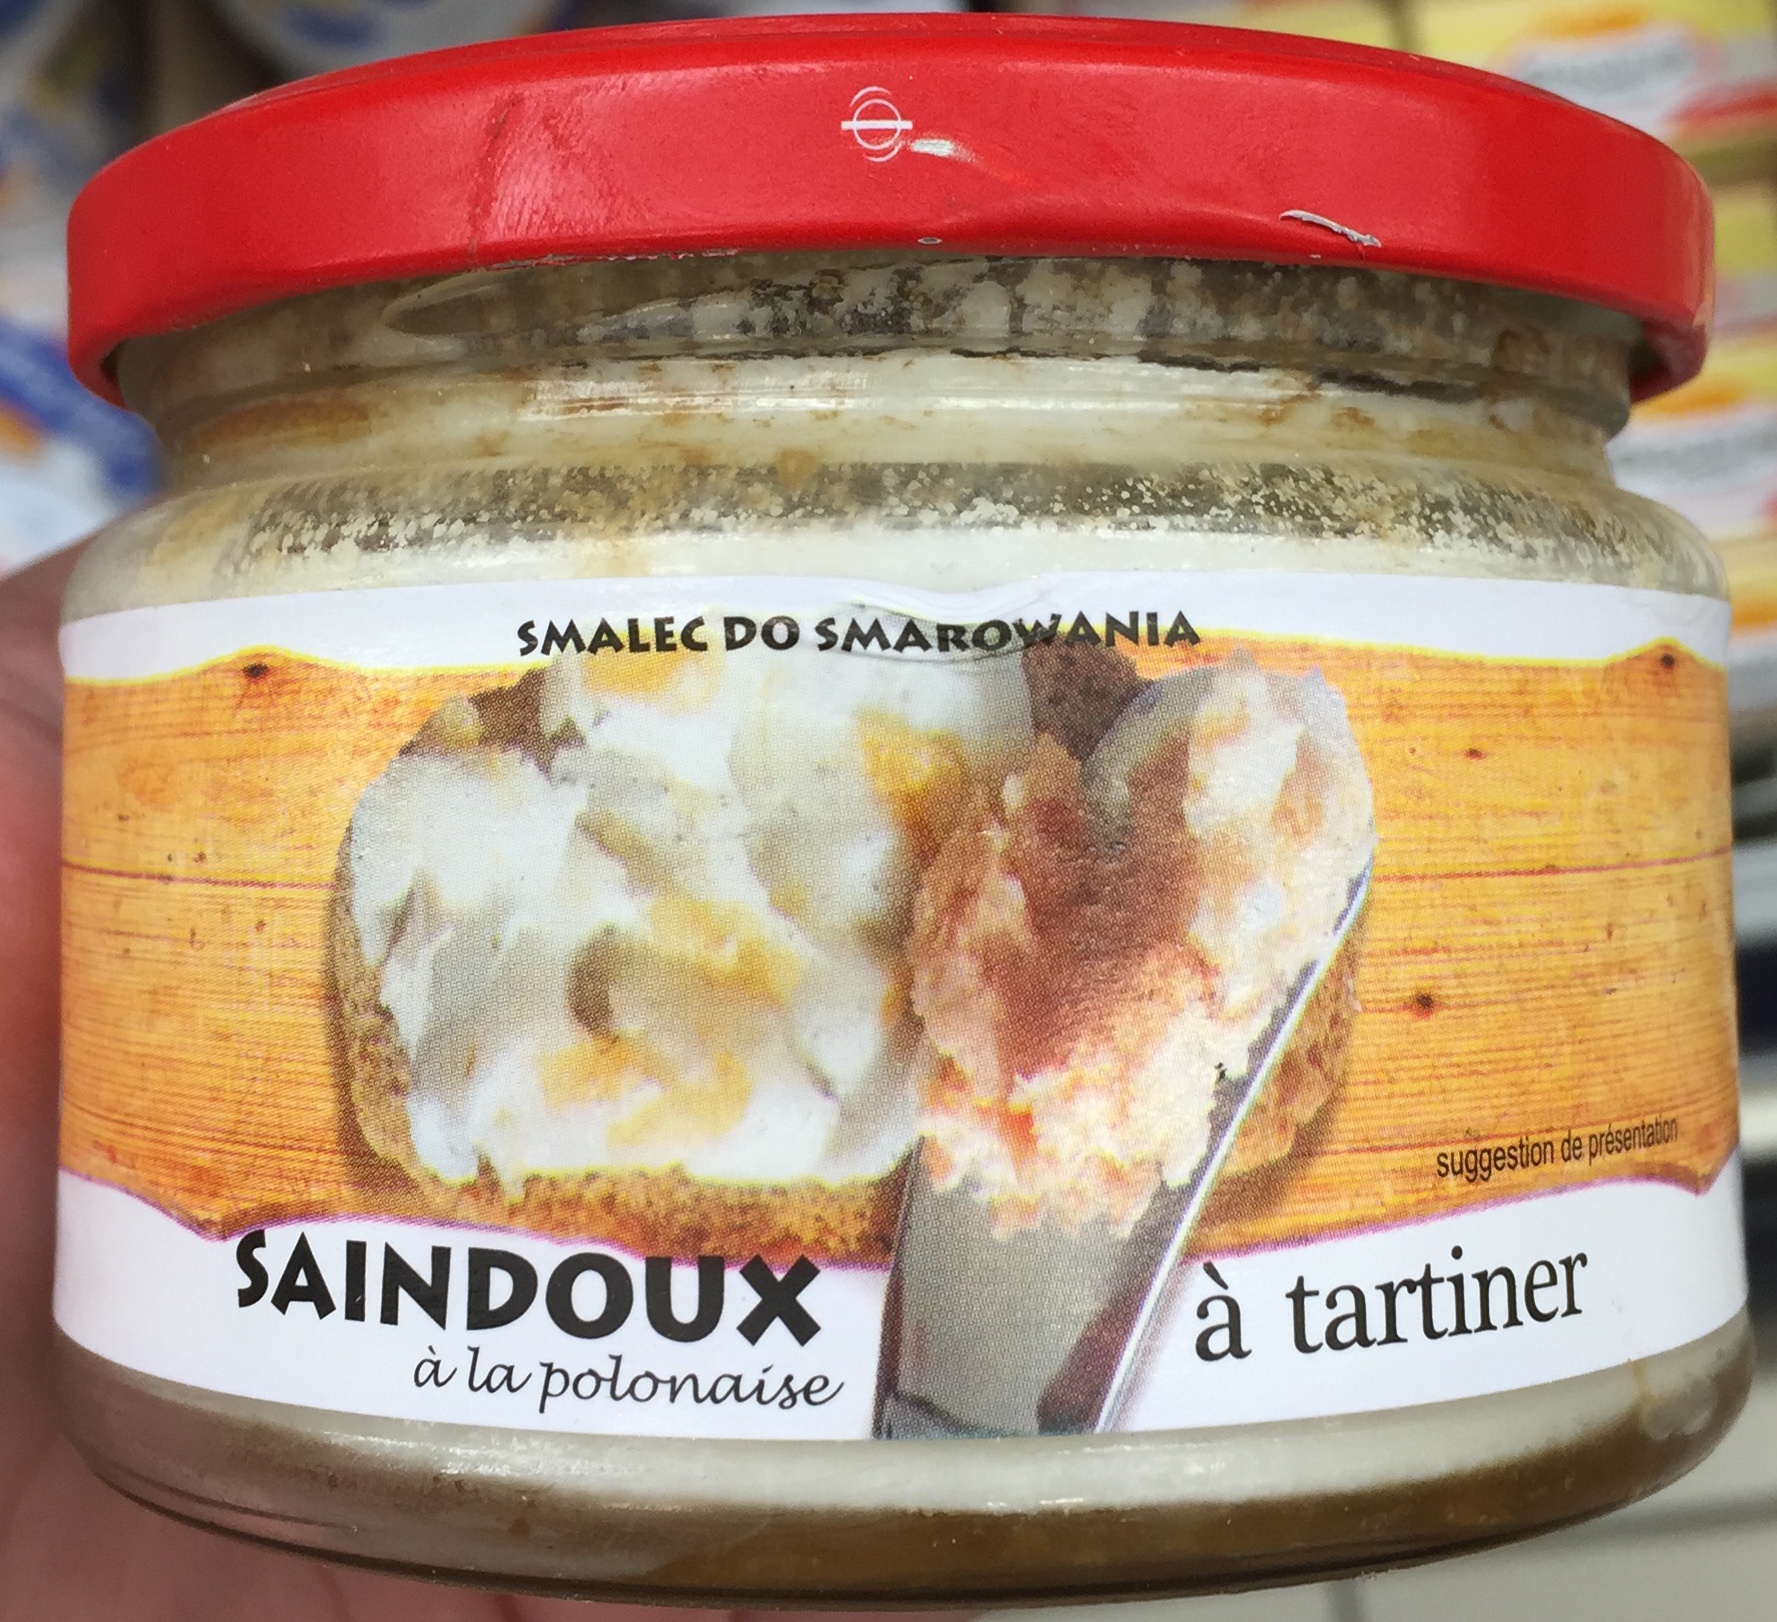 SMALEC DO SMAROWANIA
suggestion de présentation
SAINDOUX
à la polonaise
à tartiner